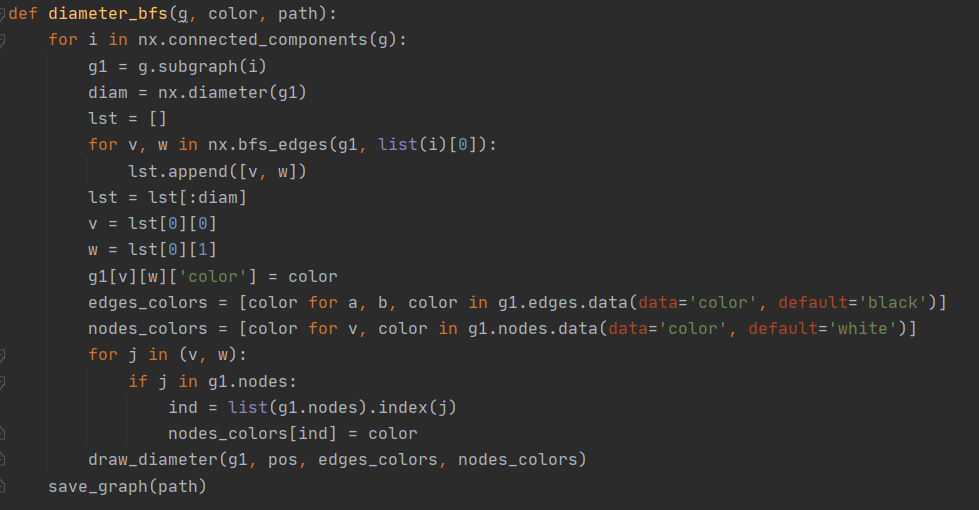 def diameter_bfs(g, color, path):
    for i in nx.connected_components(g):
        g1 = g.subgraph(i)
        diam = nx.diameter(g1)
        lst = []
        for v, w in nx.bfs_edges(g1, list(i)[0]):
            lst.append([v, w])
        lst = lst[:diam]
        v = lst[0][0]
        w = lst[0][1]
        g1[v][w]['color'] = color
        edges_colors = [color for a, b, color in g1.edges.data(data='color', default='black')]
        nodes_colors = [color for v, color in g1.nodes.data(data='color', default='white')]
        for j in (v, w):
            if j in g1.nodes:
                ind = list(g1.nodes).index(j)
                nodes_colors[ind] = color
        draw_diameter(g1, pos, edges_colors, nodes_colors)
    save_graph(path)